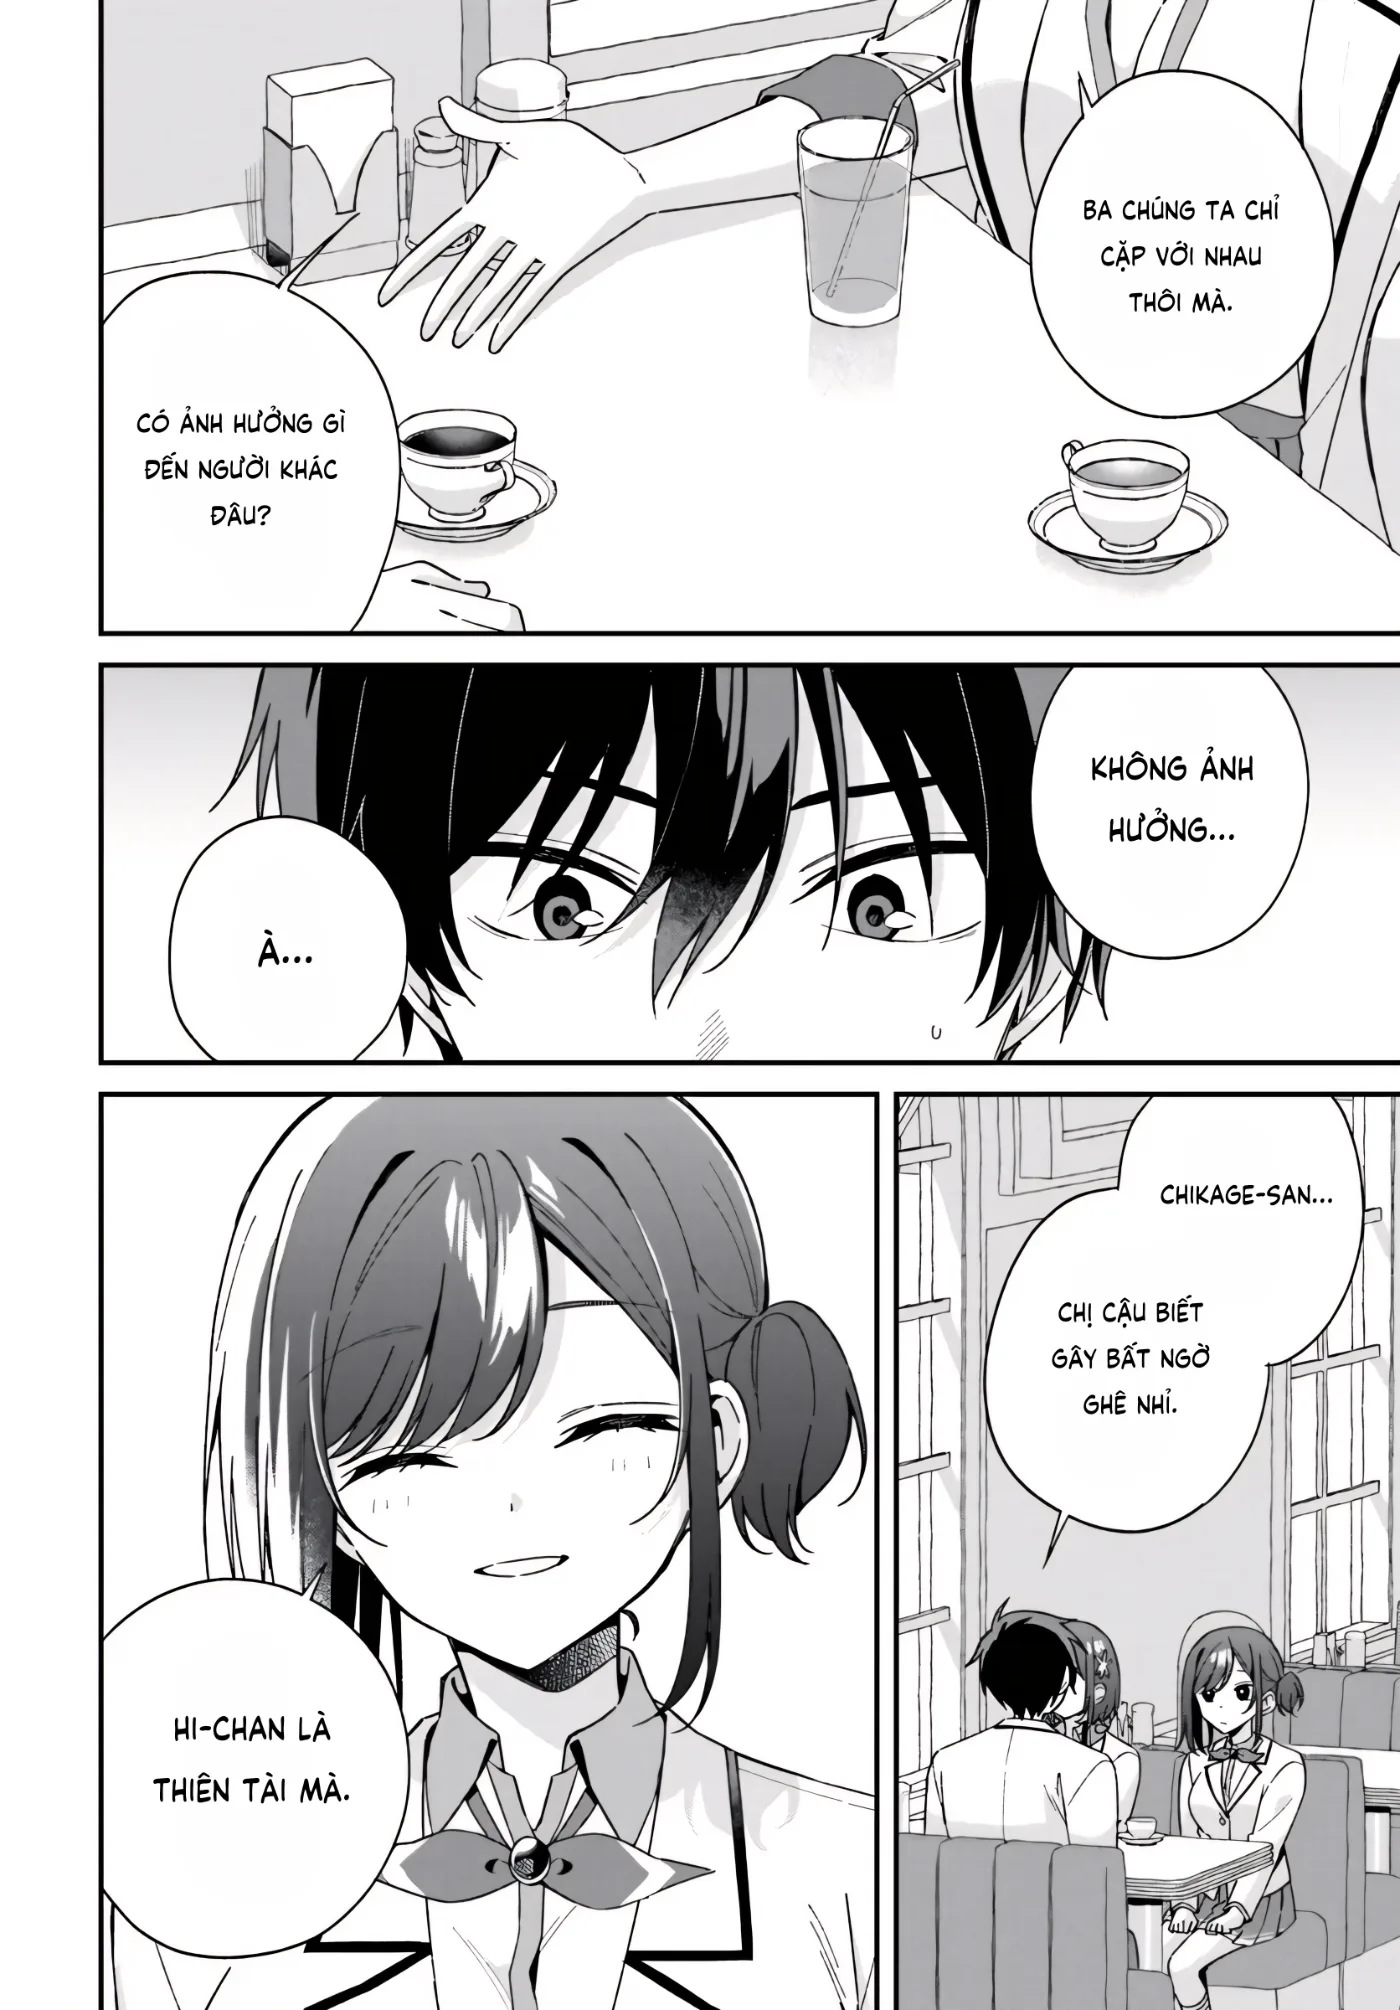 BA CHÚNG TA CHỈ
CẶP VỚI NHAU
THÔI MÀ.
CÓ ẢNH HƯỞNG GÌ
ĐẾN NGƯỜI KHÁC
ĐÂU?
KHÔNG ẢNH
HƯỞNG...
À...
CHIKAGE-SAN...
CHỊ CẬU BIẾT
GÂY BẤT NGỜ
GHÊ NHỈ.
HI-CHAN LÀ
THIÊN TÀI MÀ.